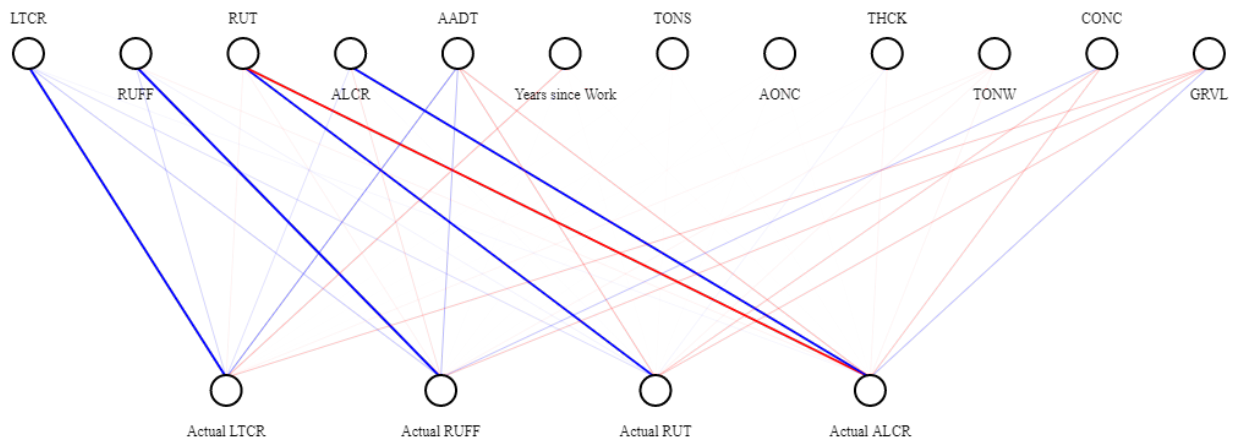 LTCR
RUT
AADT
TONS
THCK
CONC
RUFF
ALCR
Years since Work
AONC
TONW
GRVL
Actual LTCR
Actual RUFF
Actual RUT
Actual ALCR